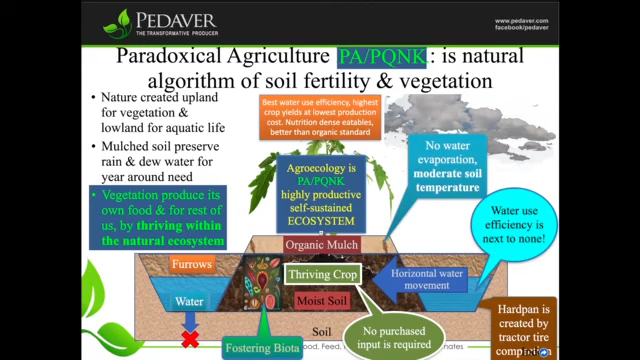 PEDAVER
THE TRANSFORMATIVE PRODUCER
www.pedaver.com
facebook/pedaver
Paradoxical Agriculture PA/PQNK: is natural
algorithm of soil fertility & vegetation
• Nature created upland
for vegetation &
lowland for aquatic life
• Mulched soil preserve
rain & dew water for
year around need
• Vegetation produce its
own food & for rest of
us, by thriving within
the natural ecosystem
Best water use efficiency, highest
crop yields at lowest production
cost. Nutrition dense eatables,
better than organic standard
Agroecology is
PA/PQNK
highly productive
self-sustained
ECOSYSTEM
No water
evaporation,
moderate soil
temperature
Water use
efficiency is
next to none!
Organic Mulch
Furrows
Thriving Crop
Horizontal water
movement
Water
Moist Soil
Hardpan is
created by
tractor tire
Soil
No purchased
input is required
Fostering Biota